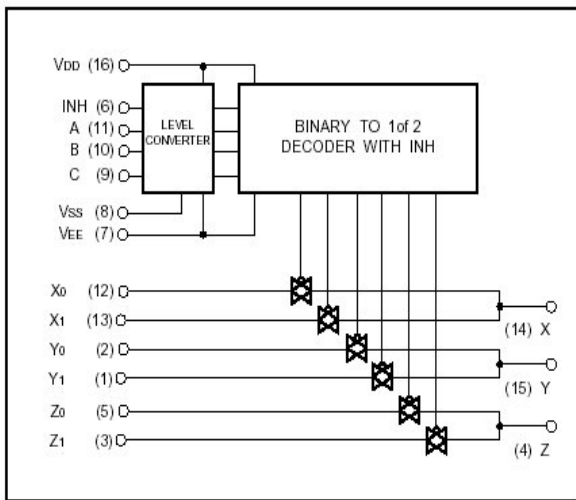 VDD (16)
INH (6)
A (11)
B (10)
C (9)
VSS (8)
VEE (7)
LEVEL
CONVERTER
BINARY TO 1of 2
DECODER WITH INH
X0 (12)
X1 (13)
Y0 (2)
Y1 (1)
Z0 (5)
Z1 (3)
(14) X
(15) Y
(4) Z